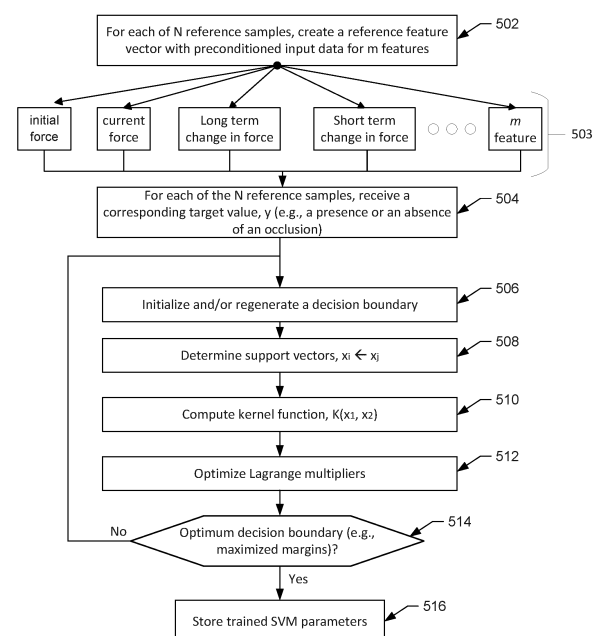 For each of N reference samples, create a reference feature
vector with preconditioned input data for m features
502
initial
force
current
force
Long term
change in force
Short term
change in force
m
feature
503
For each of the N reference samples, receive a
corresponding target value, y (e.g., a presence or an absence
of an occlusion)
504
Initialize and/or regenerate a decision boundary
506
Determine support vectors, xi ← xj
508
Compute kernel function, K(x1, x2)
510
Optimize Lagrange multipliers
512
Optimum decision boundary (e.g.,
maximized margins)?
514
No
Yes
Store trained SVM parameters
516